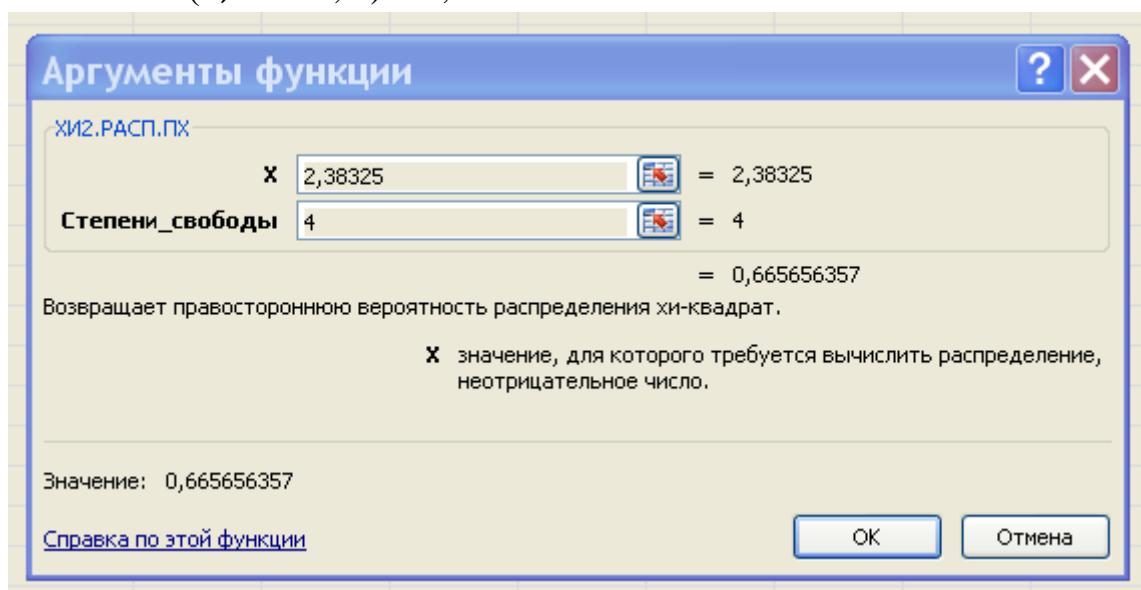 Аргументы функции
ХИ2.РАСП.ПХ
X 2,38325 = 2,38325
Степени_свободы 4 = 4
= 0,665656357
Возвращает правостороннюю вероятность распределения хи-квадрат.
X значение, для которого требуется вычислить распределение,
неотрицательное число.
Значение: 0,665656357
Справка по этой функции
ОК
Отмена